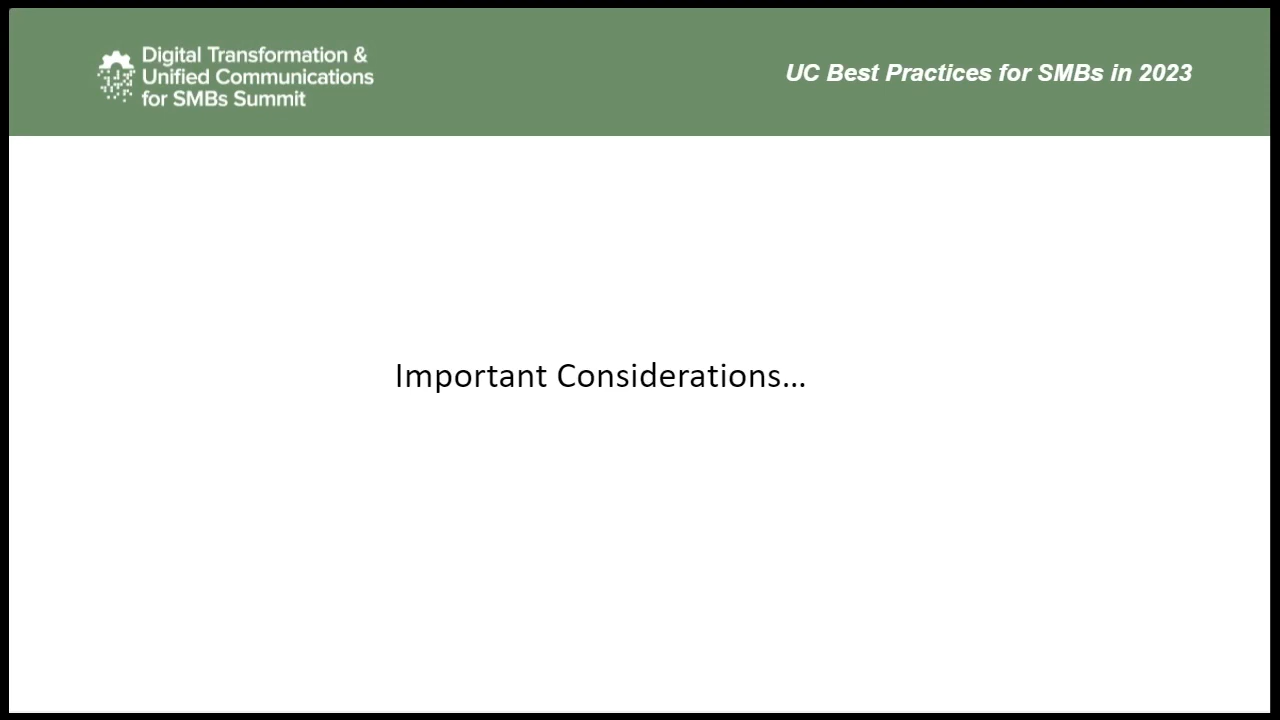 Digital Transformation &
Unified Communications
for SMBs Summit
UC Best Practices for SMBs in 2023
Important Considerations...